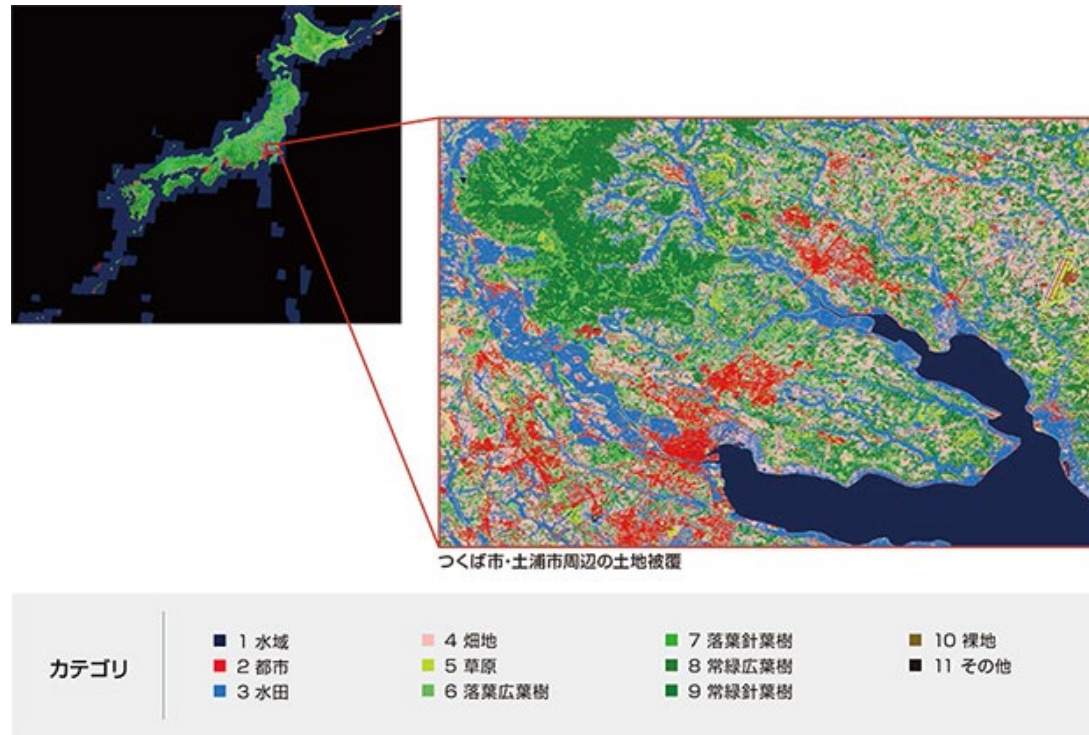 つくば市・土浦市周辺の土地被覆
カテゴリ
1 水域
2 都市
3 水田
4 畑地
5 草原
6 落葉広葉樹
7 落葉針葉樹
8 常緑広葉樹
9 常緑針葉樹
10 裸地
11 その他